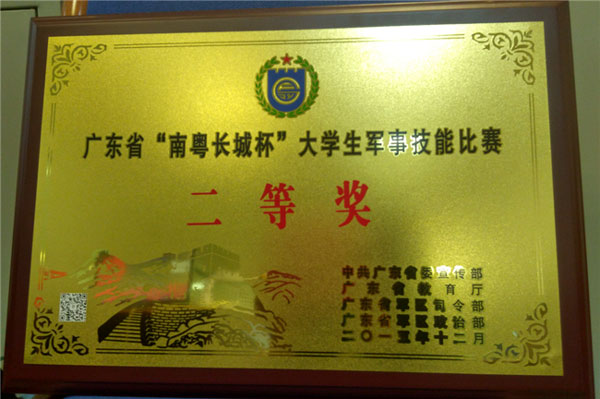 广东省“南粤长城杯”大学生军事技能比赛
二等奖
中共广东省委宣传部
广东省教育厅
广东省军区司令部
广东省军区政治部
二〇一五年十二月